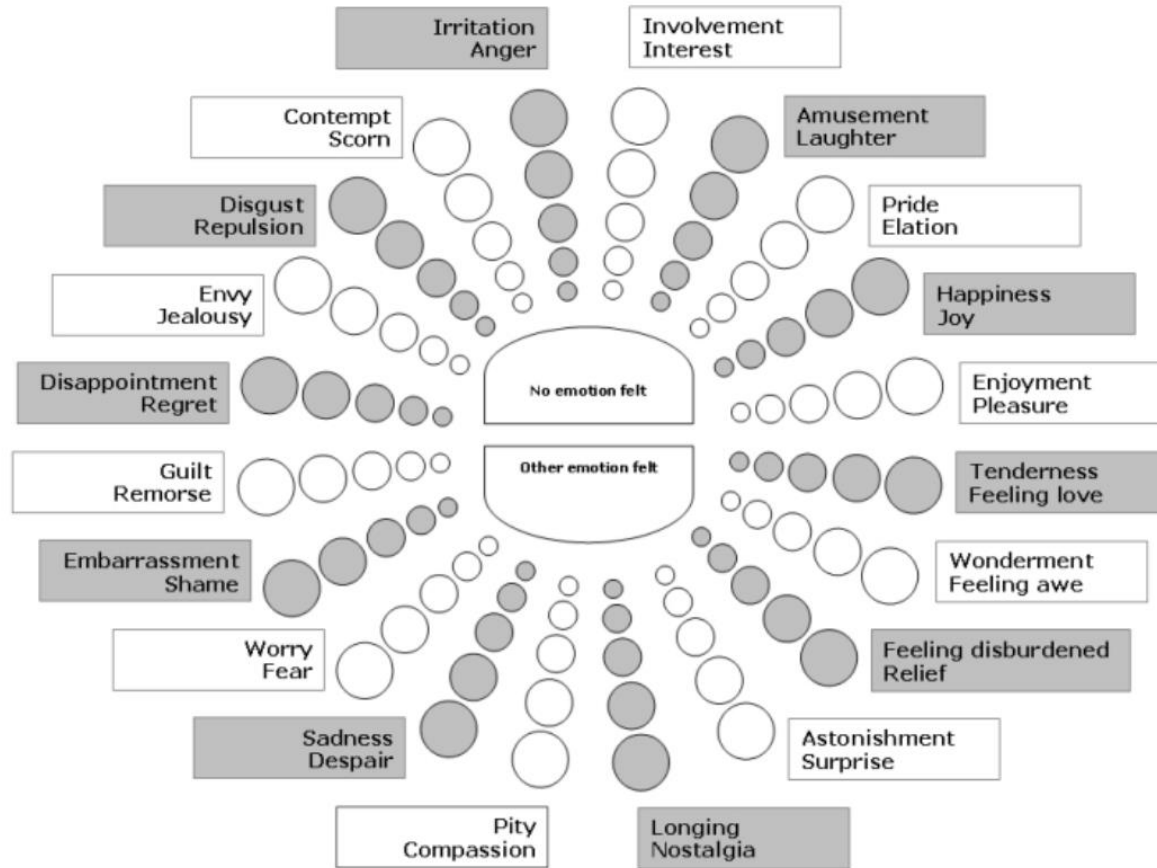 Irritation
Anger
Involvement
Interest
Contempt
Scorn
Amusement
Laughter
Disgust
Repulsion
Pride
Elation
Envy
Jealousy
Happiness
Joy
Disappointment
Regret
No emotion felt
Enjoyment
Pleasure
Guilt
Remorse
Other emotion felt
Tenderness
Feeling love
Embarrassment
Shame
Wonderment
Feeling awe
Worry
Fear
Feeling disburdened
Relief
Sadness
Despair
Astonishment
Surprise
Pity
Compassion
Longing
Nostalgia